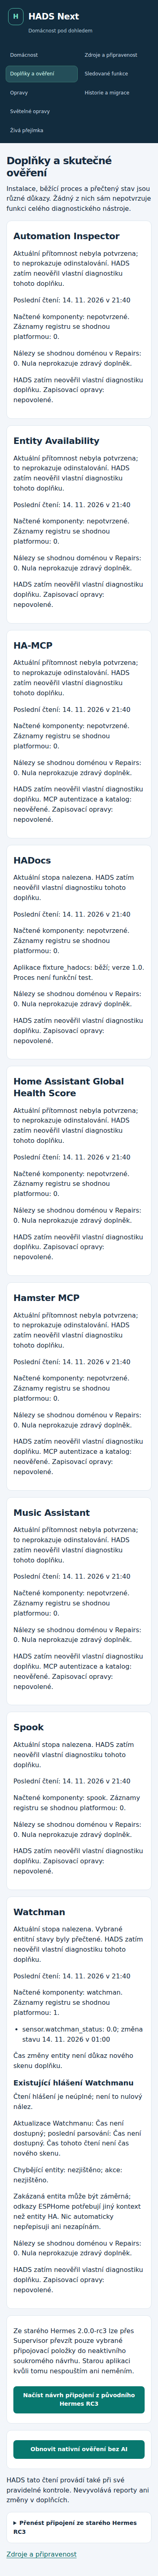 H
HADS Next
Domácnost pod dohledem
Domácnost
Zdroje a připravenost
Doplňky a ověření
Sledované funkce
Opravy
Historie a migrace
Světelné opravy
Živá přejímka
Doplňky a skutečné
ověření
Instalace, běžící proces a přečtený stav jsou
různé důkazy. Žádný z nich sám nepotvrzuje
funkci celého diagnostického nástroje.
Automation Inspector
Aktuální přítomnost nebyla potvrzena;
to neprokazuje odinstalování. HADS
zatím neověřil vlastní diagnostiku
tohoto doplňku.
Poslední čtení: 14. 11. 2026 v 21:40
Načtené komponenty: nepotvrzené.
Záznamy registru se shodnou
platformou: 0.
Nálezy se shodnou doménou v Repairs:
0. Nula neprokazuje zdravý doplněk.
HADS zatím neověřil vlastní diagnostiku
doplňku. Zapisovací opravy:
nepovolené.
Entity Availability
Aktuální přítomnost nebyla potvrzena;
to neprokazuje odinstalování. HADS
zatím neověřil vlastní diagnostiku
tohoto doplňku.
Poslední čtení: 14. 11. 2026 v 21:40
Načtené komponenty: nepotvrzené.
Záznamy registru se shodnou
platformou: 0.
Nálezy se shodnou doménou v Repairs:
0. Nula neprokazuje zdravý doplněk.
HADS zatím neověřil vlastní diagnostiku
doplňku. Zapisovací opravy:
nepovolené.
HA-MCP
Aktuální přítomnost nebyla potvrzena;
to neprokazuje odinstalování. HADS
zatím neověřil vlastní diagnostiku
tohoto doplňku.
Poslední čtení: 14. 11. 2026 v 21:40
Načtené komponenty: nepotvrzené.
Záznamy registru se shodnou
platformou: 0.
Nálezy se shodnou doménou v Repairs:
0. Nula neprokazuje zdravý doplněk.
HADS zatím neověřil vlastní diagnostiku
doplňku. MCP autentizace a katalog:
neověřené. Zapisovací opravy:
nepovolené.
HADocs
Aktuální stopa nalezena. HADS zatím
neověřil vlastní diagnostiku tohoto
doplňku.
Poslední čtení: 14. 11. 2026 v 21:40
Načtené komponenty: nepotvrzené.
Záznamy registru se shodnou
platformou: 0.
Aplikace fixture_hadocs: běží; verze 1.0.
Proces není funkční test.
Nálezy se shodnou doménou v Repairs:
0. Nula neprokazuje zdravý doplněk.
HADS zatím neověřil vlastní diagnostiku
doplňku. Zapisovací opravy:
nepovolené.
Home Assistant Global
Health Score
Aktuální přítomnost nebyla potvrzena;
to neprokazuje odinstalování. HADS
zatím neověřil vlastní diagnostiku
tohoto doplňku.
Poslední čtení: 14. 11. 2026 v 21:40
Načtené komponenty: nepotvrzené.
Záznamy registru se shodnou
platformou: 0.
Nálezy se shodnou doménou v Repairs:
0. Nula neprokazuje zdravý doplněk.
HADS zatím neověřil vlastní diagnostiku
doplňku. Zapisovací opravy:
nepovolené.
Hamster MCP
Aktuální přítomnost nebyla potvrzena;
to neprokazuje odinstalování. HADS
zatím neověřil vlastní diagnostiku
tohoto doplňku.
Poslední čtení: 14. 11. 2026 v 21:40
Načtené komponenty: nepotvrzené.
Záznamy registru se shodnou
platformou: 0.
Nálezy se shodnou doménou v Repairs:
0. Nula neprokazuje zdravý doplněk.
HADS zatím neověřil vlastní diagnostiku
doplňku. MCP autentizace a katalog:
neověřené. Zapisovací opravy:
nepovolené.
Music Assistant
Aktuální přítomnost nebyla potvrzena;
to neprokazuje odinstalování. HADS
zatím neověřil vlastní diagnostiku
tohoto doplňku.
Poslední čtení: 14. 11. 2026 v 21:40
Načtené komponenty: nepotvrzené.
Záznamy registru se shodnou
platformou: 0.
Nálezy se shodnou doménou v Repairs:
0. Nula neprokazuje zdravý doplněk.
HADS zatím neověřil vlastní diagnostiku
doplňku. MCP autentizace a katalog:
neověřené. Zapisovací opravy:
nepovolené.
Spook
Aktuální stopa nalezena. HADS zatím
neověřil vlastní diagnostiku tohoto
doplňku.
Poslední čtení: 14. 11. 2026 v 21:40
Načtené komponenty: spook. Záznamy
registru se shodnou platformou: 0.
Nálezy se shodnou doménou v Repairs:
0. Nula neprokazuje zdravý doplněk.
HADS zatím neověřil vlastní diagnostiku
doplňku. Zapisovací opravy:
nepovolené.
Watchman
Aktuální stopa nalezena. Vybrané
entitní stavy byly přečtené. HADS zatím
neověřil vlastní diagnostiku tohoto
doplňku.
Poslední čtení: 14. 11. 2026 v 21:40
Načtené komponenty: watchman.
Záznamy registru se shodnou
platformou: 1.
• sensor.watchman_status: 0.0; změna
stavu 14. 11. 2026 v 01:00
Čas změny entity není důkaz nového
skenu doplňku.
Existující hlášení Watchmanu
Čtení hlášení je neúplné; není to nulový
nález.
Aktualizace Watchmanu: Čas není
dostupný; poslední parsování: Čas není
dostupný. Čas tohoto čtení není čas
nového skenu.
Chybějící entity: nezjištěno; akce:
nezjištěno.
Zakázaná entita může být záměrná;
odkazy ESPHome potřebují jiný kontext
než entity HA. Nic automaticky
nepřepisuji ani nezapínám.
Nálezy se shodnou doménou v Repairs:
0. Nula neprokazuje zdravý doplněk.
HADS zatím neověřil vlastní diagnostiku
doplňku. Zapisovací opravy:
nepovolené.
Ze starého Hermes 2.0.0-rc3 lze přes
Supervisor převzít pouze vybrané
připojovací položky do neaktivního
soukromého návrhu. Starou aplikaci
kvůli tomu nespouštím ani neměním.
Načíst návrh připojení z původního
Hermes RC3
Obnovit nativní ověření bez AI
HADS tato čtení provádí také při své
pravidelné kontrole. Nevyvolává reporty ani
změny v doplňcích.
▸ Přenést připojení ze starého Hermes
RC3
Zdroje a připravenost